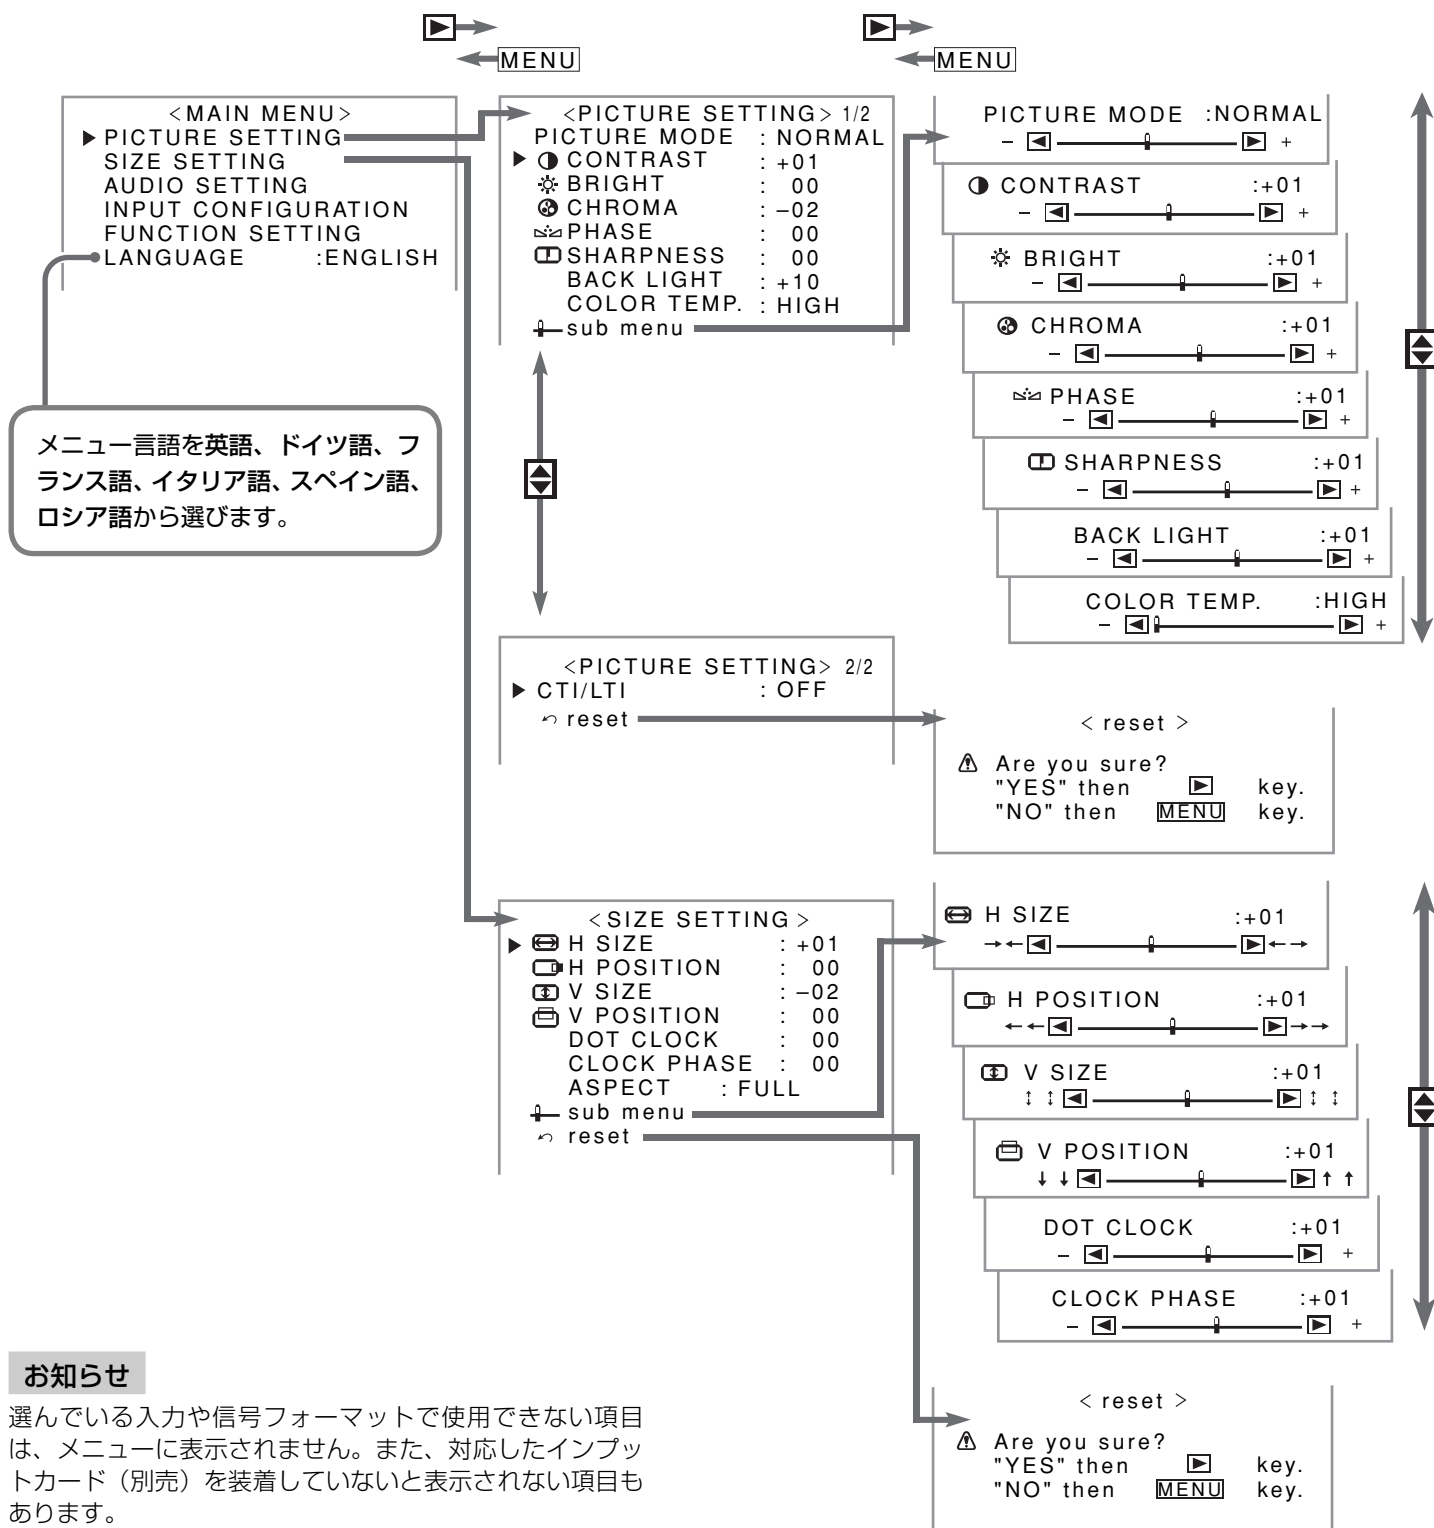 MENU
MENU
<MAIN MENU>
PICTURE SETTING
SIZE SETTING
AUDIO SETTING
INPUT CONFIGURATION
FUNCTION SETTING
LANGUAGE :ENGLISH
メニュー言語を英語、ドイツ語、フ
ランス語、イタリア語、スペイン語、
ロシア語から選びます。
<PICTURE SETTING> 1/2
PICTURE MODE : NORMAL
CONTRAST : +01
BRIGHT : 00
CHROMA : –02
PHASE : 00
SHARPNESS : 00
BACK LIGHT : +10
COLOR TEMP. : HIGH
sub menu
PICTURE MODE :NORMAL
– +
CONTRAST :+01
– +
BRIGHT :+01
– +
CHROMA :+01
– +
PHASE :+01
– +
SHARPNESS :+01
– +
BACK LIGHT :+01
– +
COLOR TEMP. :HIGH
– +
<PICTURE SETTING> 2/2
CTI/LTI : OFF
reset
< reset >
Are you sure?
"YES" then key.
"NO" then MENU key.
<SIZE SETTING>
H SIZE : +01
H POSITION : 00
V SIZE : –02
V POSITION : 00
DOT CLOCK : 00
CLOCK PHASE : 00
ASPECT : FULL
sub menu
reset
H SIZE :+01
H POSITION :+01
V SIZE :+01
V POSITION :+01
DOT CLOCK :+01
– +
CLOCK PHASE :+01
– +
< reset >
Are you sure?
"YES" then key.
"NO" then MENU key.
お知らせ
選んでいる入力や信号フォーマットで使用できない項目
は、メニューに表示されません。また、対応したインプッ
トカード（別売）を装着していないと表示されない項目も
あります。